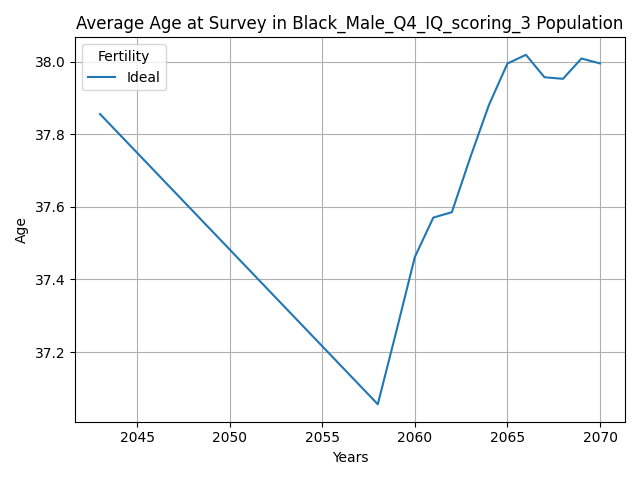 Average Age at Survey in Black_Male_Q4_IQ_scoring_3 Population
Fertility
Ideal
38.0
37.8
37.6
37.4
37.2
Age
2045 2050 2055 2060 2065 2070
Years